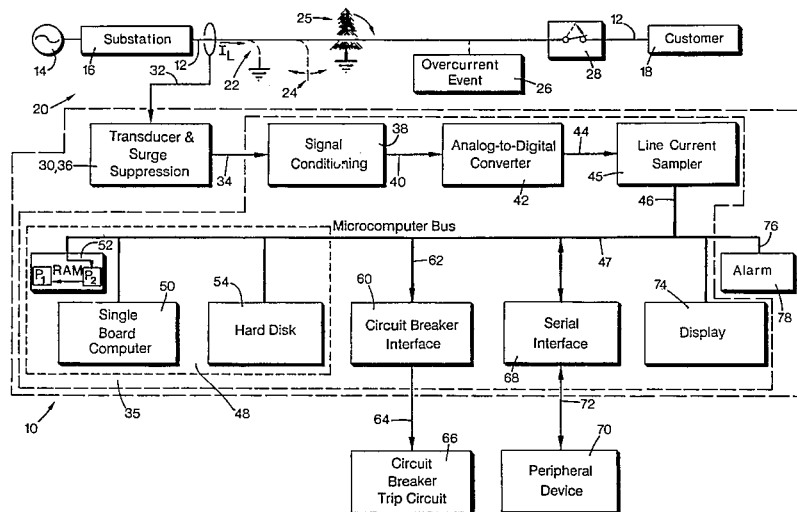 25
Substation
I_L
12
Customer
14
16
12
28
18
32
22
24
Overcurrent
Event
26
20
Transducer &
Surge
Suppression
30,36
34
Signal
Conditioning
38
40
Analog-to-Digital
Converter
42
44
Line Current
Sampler
45
46
Microcomputer Bus
47
76
52
RAM
P1
P2
62
Alarm
78
50
Single
Board
Computer
54
Hard Disk
60
Circuit Breaker
Interface
Serial
Interface
68
74
Display
10
35
48
64
72
66
Circuit
Breaker
Trip Circuit
70
Peripheral
Device